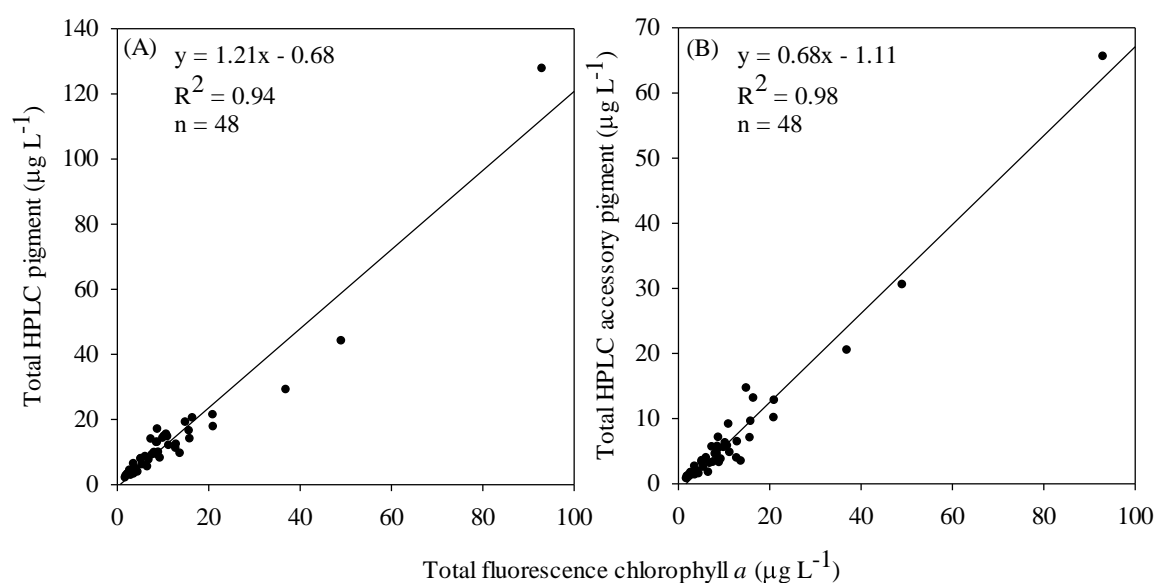 (A)
y = 1.21x - 0.68
R² = 0.94
n = 48
Total HPLC pigment (µg L⁻¹)
140
120
100
80
60
40
20
0
0 20 40 60 80 100
(B)
y = 0.68x - 1.11
R² = 0.98
n = 48
Total HPLC accessory pigment (µg L⁻¹)
70
60
50
40
30
20
10
0
0 20 40 60 80 100
Total fluorescence chlorophyll a (µg L⁻¹)